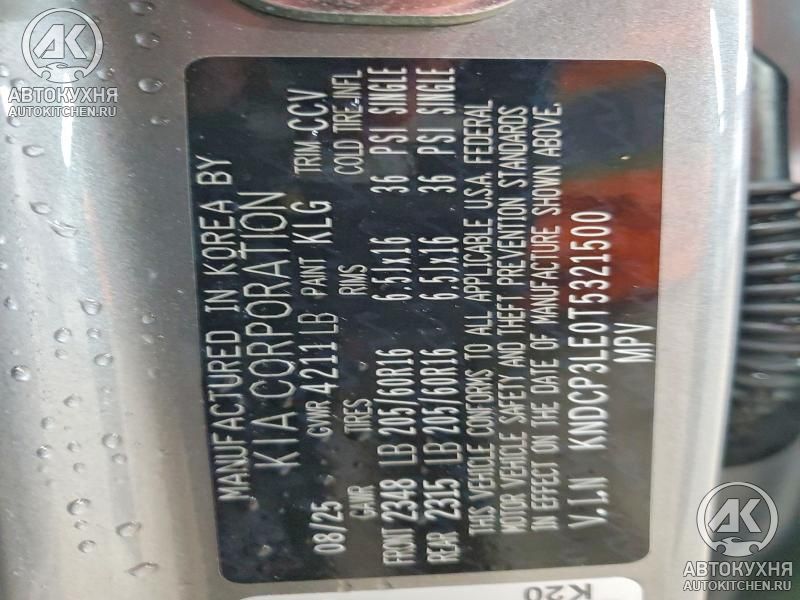 AK
АВТОКУХНЯ
AUTOKITCHEN.RU
MANUFACTURED IN KOREA BY
KIA CORPORATION
08/25 GVWR 4211 LB PAINT KLG TRIM CCV
GAWR TIRES RIMS COLD TIRE INFL
FRONT 2348 LB 205/60R16 6.5Jx16 36 PSI SINGLE
REAR 2315 LB 205/60R16 6.5Jx16 36 PSI SINGLE
THIS VEHICLE CONFORMS TO ALL APPLICABLE U.S.A. FEDERAL
MOTOR VEHICLE SAFETY AND THEFT PREVENTION STANDARDS
IN EFFECT ON THE DATE OF MANUFACTURE SHOWN ABOVE.
V.I.N KNDCP3LE0T5321500
MPV
K20
AK
АВТОКУХНЯ
AUTOKITCHEN.RU